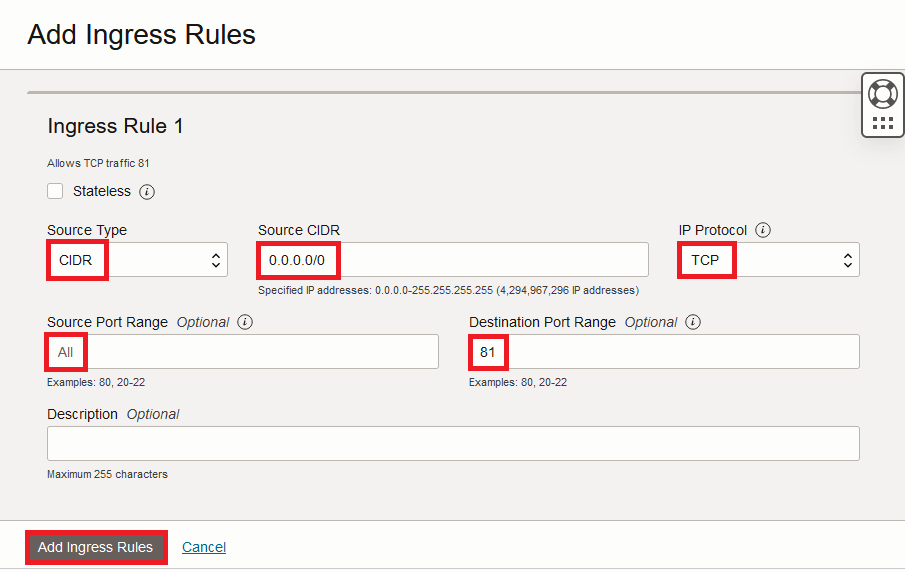 Add Ingress Rules
Ingress Rule 1
Allows TCP traffic 81
Stateless
Source Type
Source CIDR
IP Protocol
CIDR
0.0.0.0/0
TCP
Specified IP addresses: 0.0.0.0-255.255.255.255 (4,294,967,296 IP addresses)
Source Port Range Optional
Destination Port Range Optional
All
81
Examples: 80, 20-22
Examples: 80, 20-22
Description Optional
Maximum 255 characters
Add Ingress Rules
Cancel